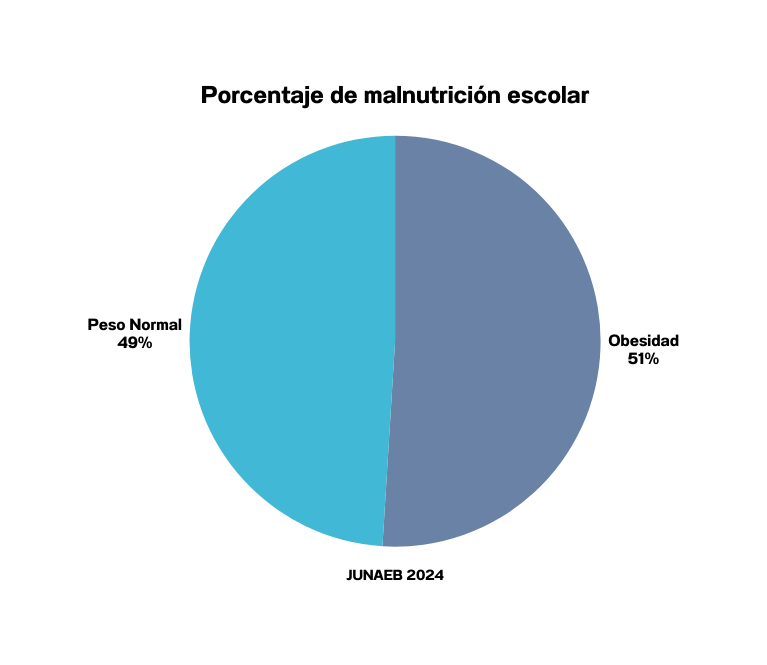 Porcentaje de malnutrición escolar
Peso Normal
49%
Obesidad
51%
JUNAEB 2024